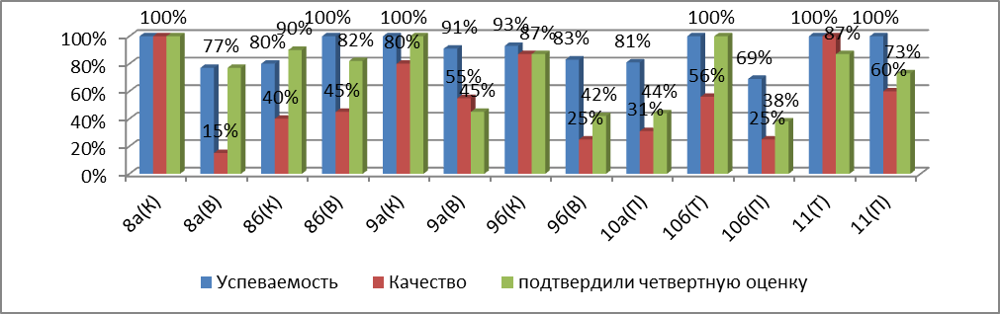 100% 77% 80% 90% 100% 82% 100% 91% 93% 87% 83% 81% 100% 69% 100% 87% 100% 73%
15% 40% 45% 80% 55% 45% 25% 42% 31% 44% 56% 25% 38% 60%
100%
80%
60%
40%
20%
0%
8а(К) 8а(В) 8б(К) 8б(В) 9а(К) 9а(В) 9б(К) 9б(В) 10а(П) 10б(Т) 10б(П) 11(Т) 11(П)
Успеваемость Качество подтвердили четвертную оценку